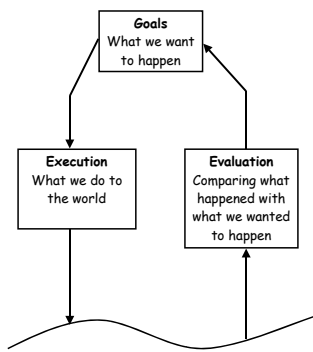 Goals
What we want
to happen
Execution
What we do to
the world
Evaluation
Comparing what
happened with
what we wanted
to happen